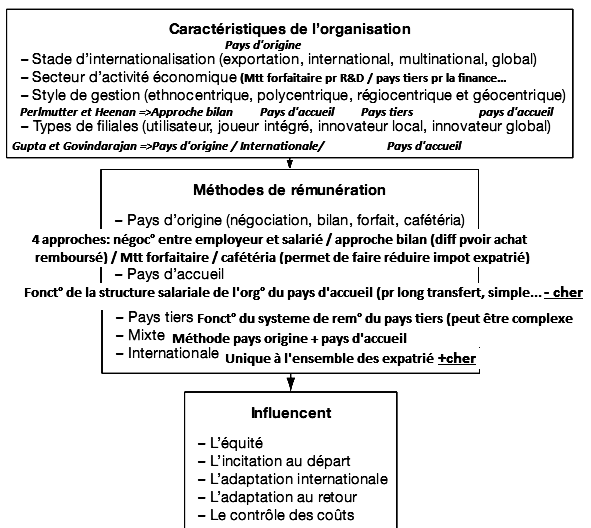 Caractéristiques de l'organisation
Pays d'origine
– Stade d'internationalisation (exportation, international, multinational, global)
– Secteur d'activité économique (Mtt forfaitaire pr R&D / pays tiers pr la finance...
– Style de gestion (ethnocentrique, polycentrique, régiocentrique et géocentrique)
Perlmutter et Heenan =>Approche bilan Pays d'accueil Pays tiers pays d'accueil
– Types de filiales (utilisateur, joueur intégré, innovateur local, innovateur global)
Gupta et Govindarajan =>Pays d'origine / Internationale/ Pays d'accueil
Méthodes de rémunération
– Pays d'origine (négociation, bilan, forfait, cafétéria)
4 approches: négoc° entre employeur et salarié / approche bilan (diff pvoir achat
remboursé) / Mtt forfaitaire / cafétéria (permet de faire réduire impot expatrié)
– Pays d'accueil
Fonct° de la structure salariale de l'org° du pays d'accueil (pr long transfert, simple... - cher
– Pays tiers Fonct° du systeme de rem° du pays tiers (peut être complexe
– Mixte Méthode pays origine + pays d'accueil
– Internationale Unique à l'ensemble des expatrié +cher
Influencent
– L'équité
– L'incitation au départ
– L'adaptation internationale
– L'adaptation au retour
– Le contrôle des coûts